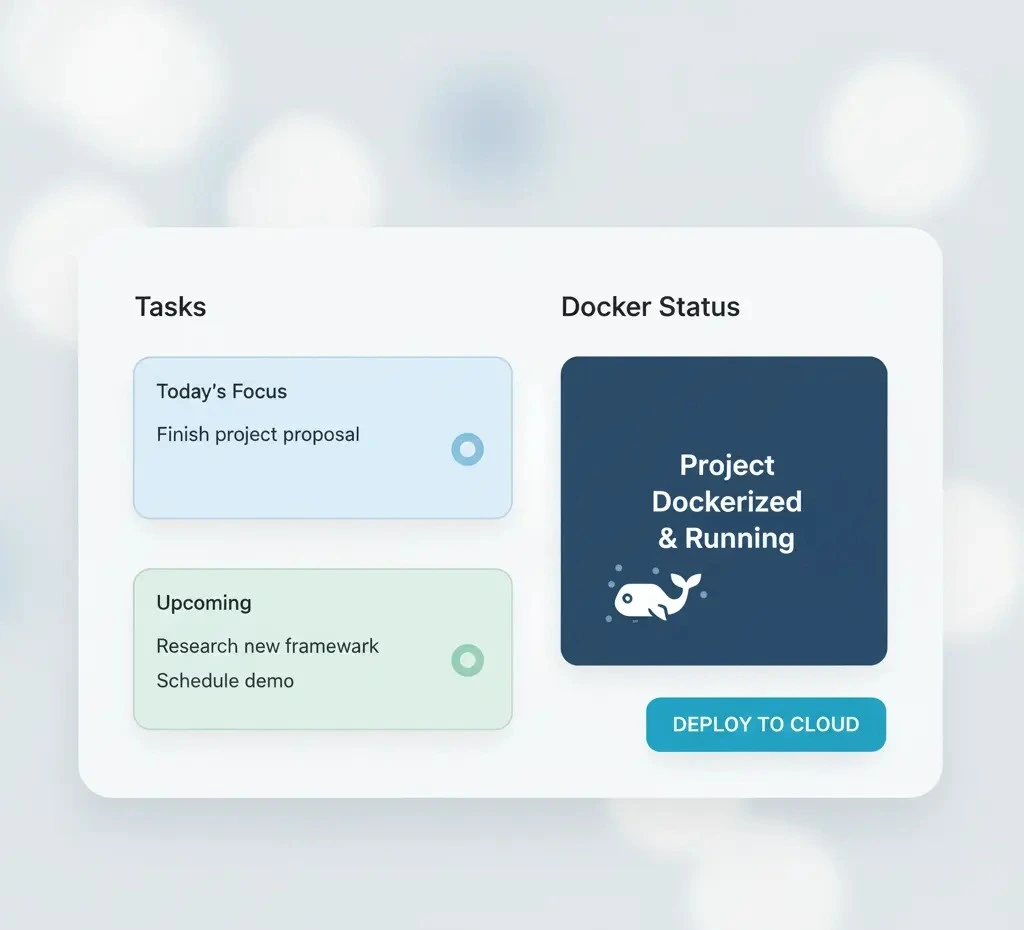 Tasks
Today's Focus
Finish project proposal
Upcoming
Research new framewark
Schedule demo
Docker Status
Project
Dockerized
& Running
DEPLOY TO CLOUD